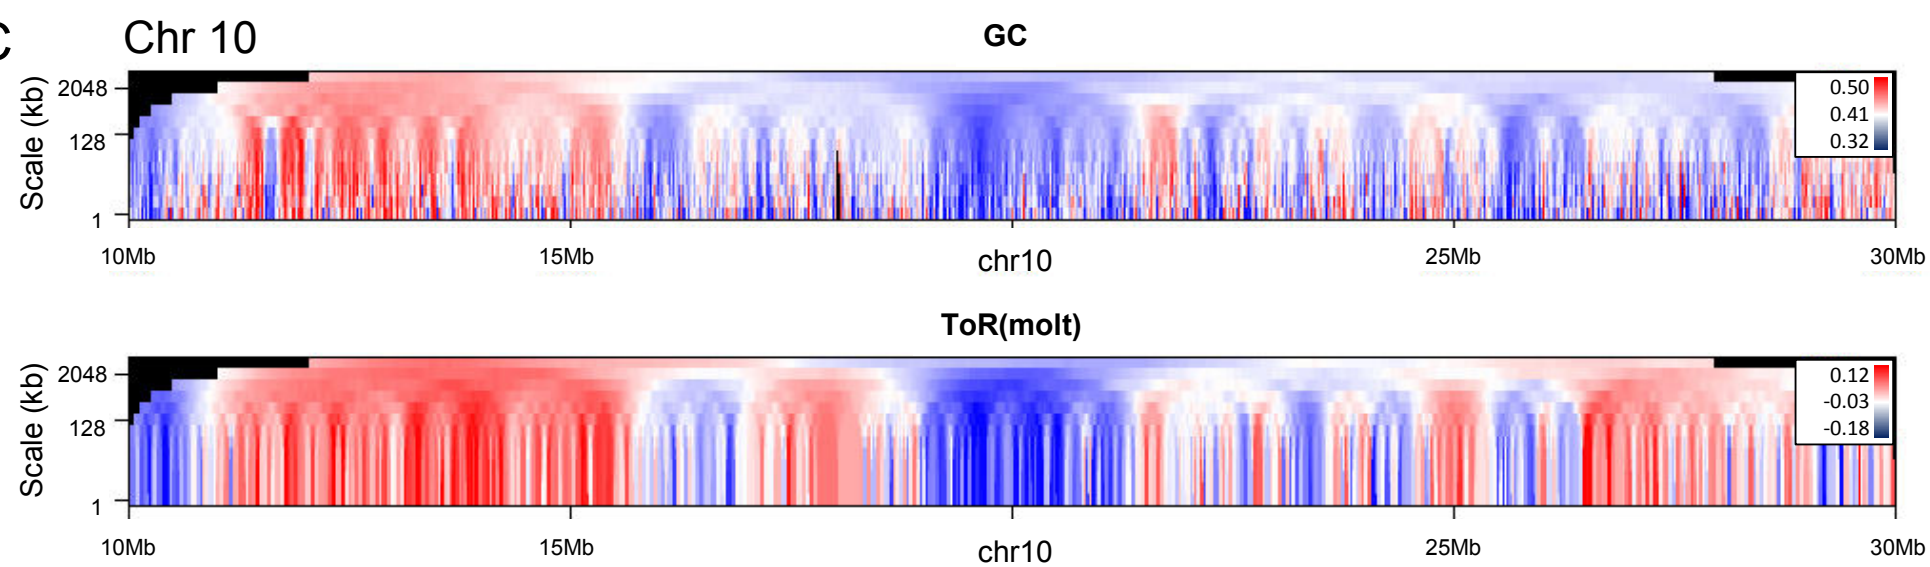 C
Chr 10
GC
Scale (kb)
2048
128
1
0.50
0.41
0.32
10Mb
15Mb
chr10
25Mb
30Mb
ToR(molt)
Scale (kb)
2048
128
1
0.12
-0.03
-0.18
10Mb
15Mb
chr10
25Mb
30Mb